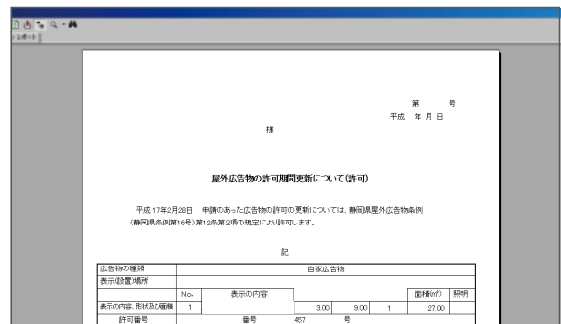 レポート
第 号
平成 年 月 日
様
屋外広告物の許可期間更新について(許可)
平成 17年2月28日 申請のあった広告物の許可の更新については、静岡県屋外広告物条例
(静岡県条例第16号)第12条第2項の規定により許可します。
記
広告物の種類 自家広告
表示(設置)場所
No. 表示の内容 面積(㎡) 照明
表示の内容、形状及び面積 1 3.00 9.00 1 27.00
許可番号 番号 457 号